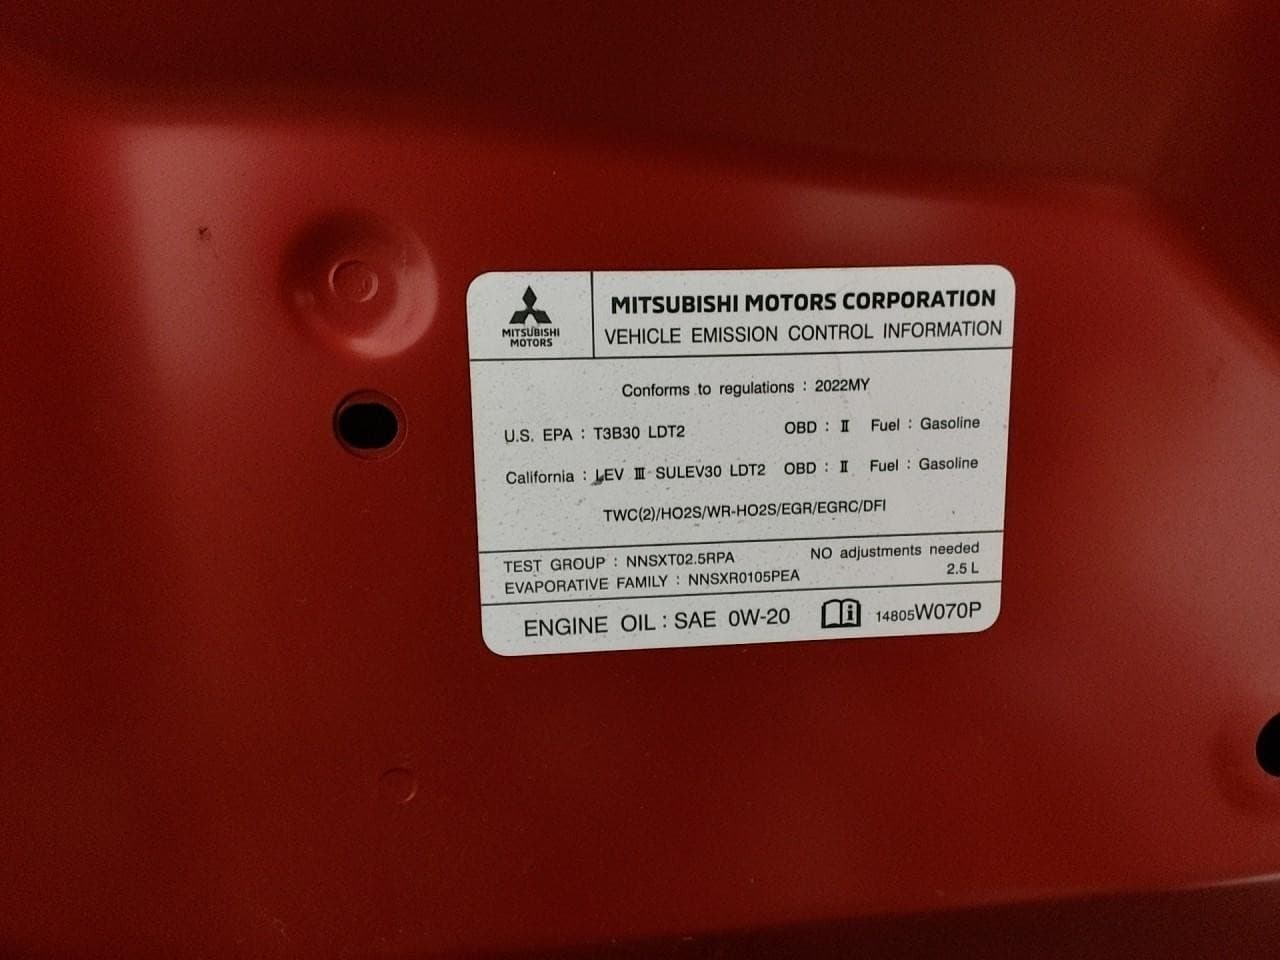 MITSUBISHI
MOTORS
MITSUBISHI MOTORS CORPORATION
VEHICLE EMISSION CONTROL INFORMATION
Conforms to regulations : 2022MY
U.S. EPA : T3B30 LDT2 OBD : Ⅱ Fuel : Gasoline
California : LEV Ⅲ SULEV30 LDT2 OBD : Ⅱ Fuel : Gasoline
TWC(2)/HO2S/WR-HO2S/EGR/EGRC/DFI
TEST GROUP : NNSXT02.5RPA NO adjustments needed
EVAPORATIVE FAMILY : NNSXR0105PEA 2.5 L
ENGINE OIL : SAE 0W-20 14805W070P